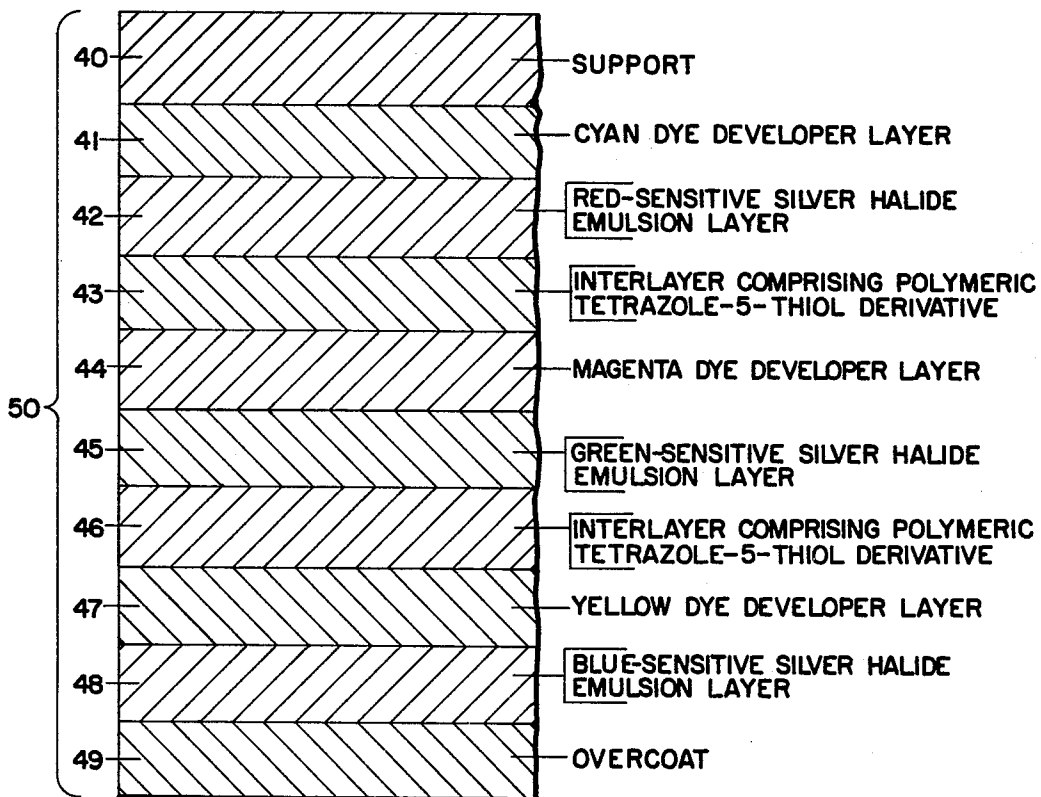 40 SUPPORT
41 CYAN DYE DEVELOPER LAYER
42 RED-SENSITIVE SILVER HALIDE
EMULSION LAYER
43 INTERLAYER COMPRISING POLYMERIC
TETRAZOLE-5-THIOL DERIVATIVE
44 MAGENTA DYE DEVELOPER LAYER
50
45 GREEN-SENSITIVE SILVER HALIDE
EMULSION LAYER
46 INTERLAYER COMPRISING POLYMERIC
TETRAZOLE-5-THIOL DERIVATIVE
47 YELLOW DYE DEVELOPER LAYER
48 BLUE-SENSITIVE SILVER HALIDE
EMULSION LAYER
49 OVERCOAT